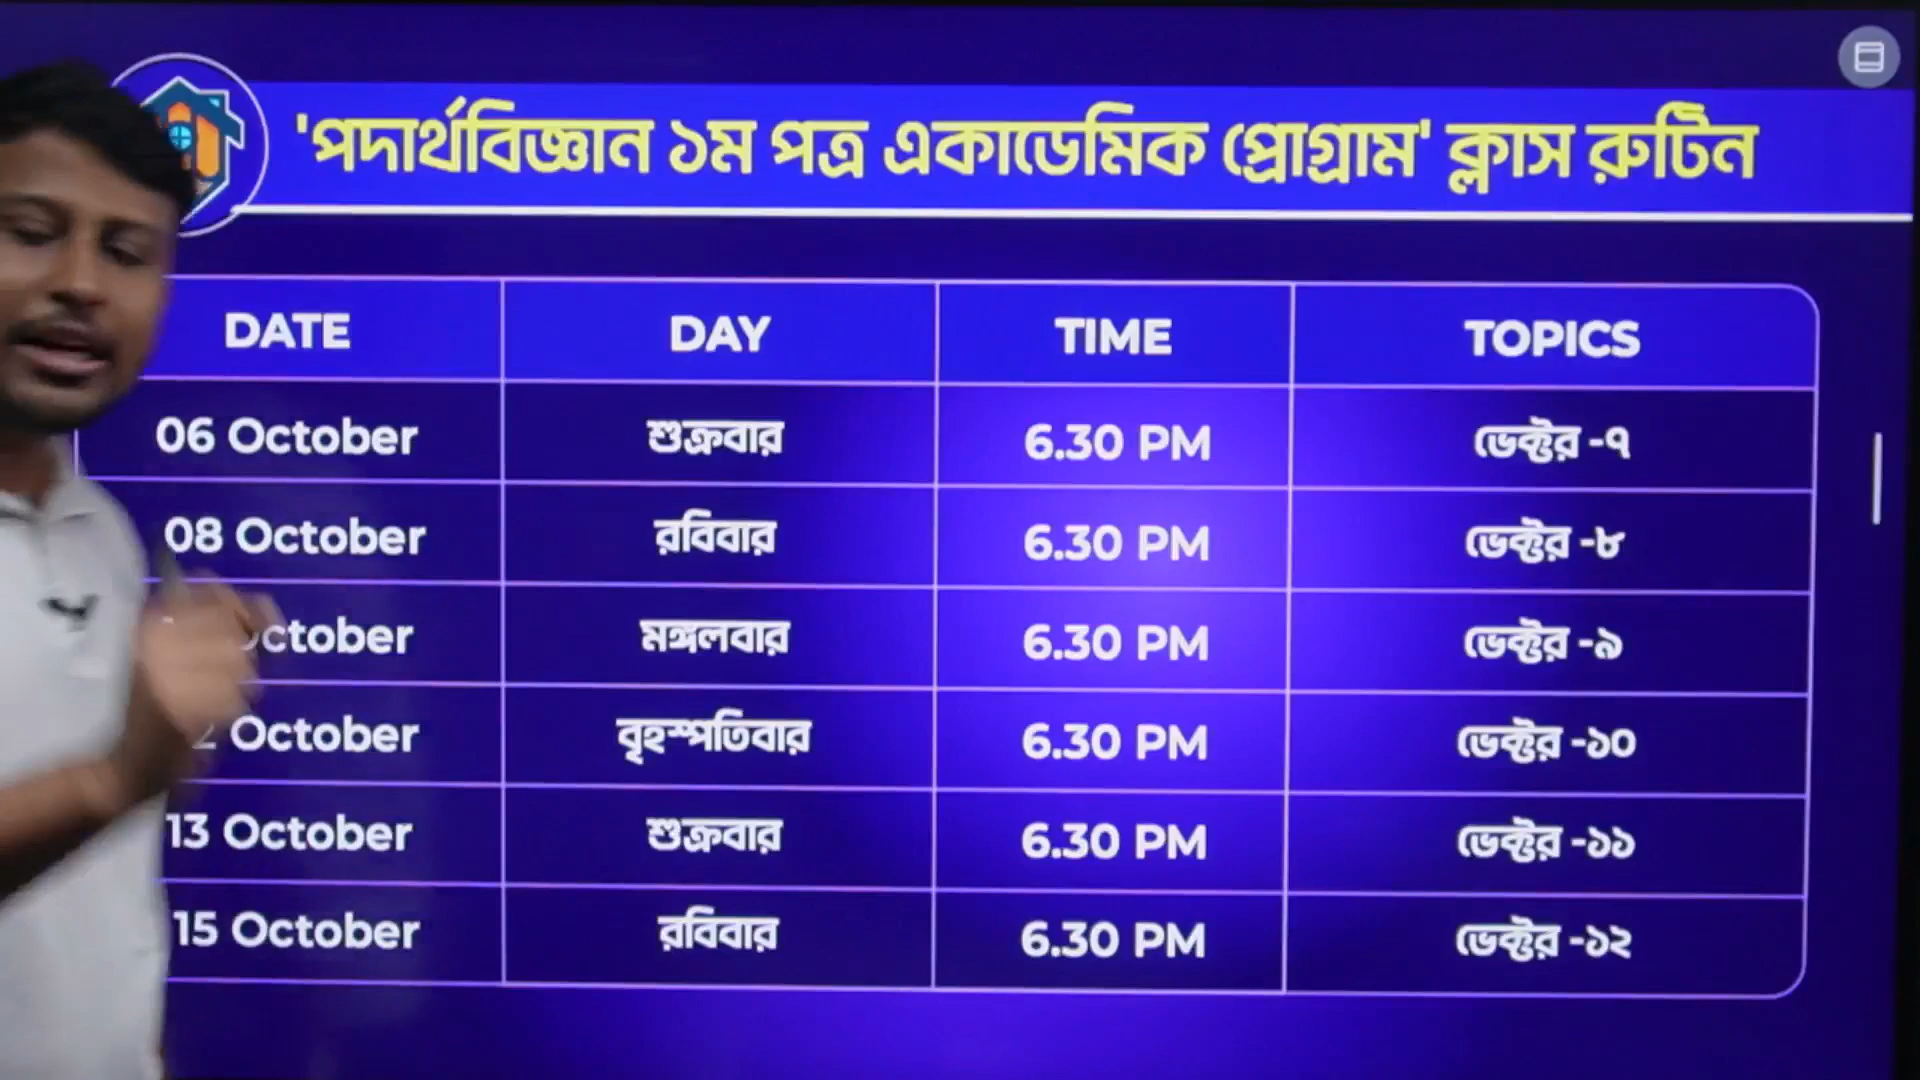 'পদার্থবিজ্ঞান ১ম পত্র একাডেমিক প্রোগ্রাম' ক্লাস রুটিন
DATE DAY TIME TOPICS
06 October শুক্রবার 6.30 PM ভেক্টর -৭
08 October রবিবার 6.30 PM ভেক্টর -৮
মঙ্গলবার 6.30 PM ভেক্টর -৯
October বৃহস্পতিবার 6.30 PM ভেক্টর -১০
13 October শুক্রবার 6.30 PM ভেক্টর -১১
15 October রবিবার 6.30 PM ভেক্টর -১২